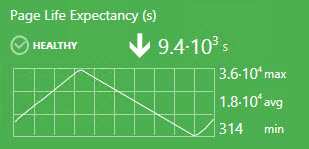 Page Life Expectancy (s)
HEALTHY 9.4·10³ s
3.6·10⁴ max
1.8·10⁴ avg
314 min